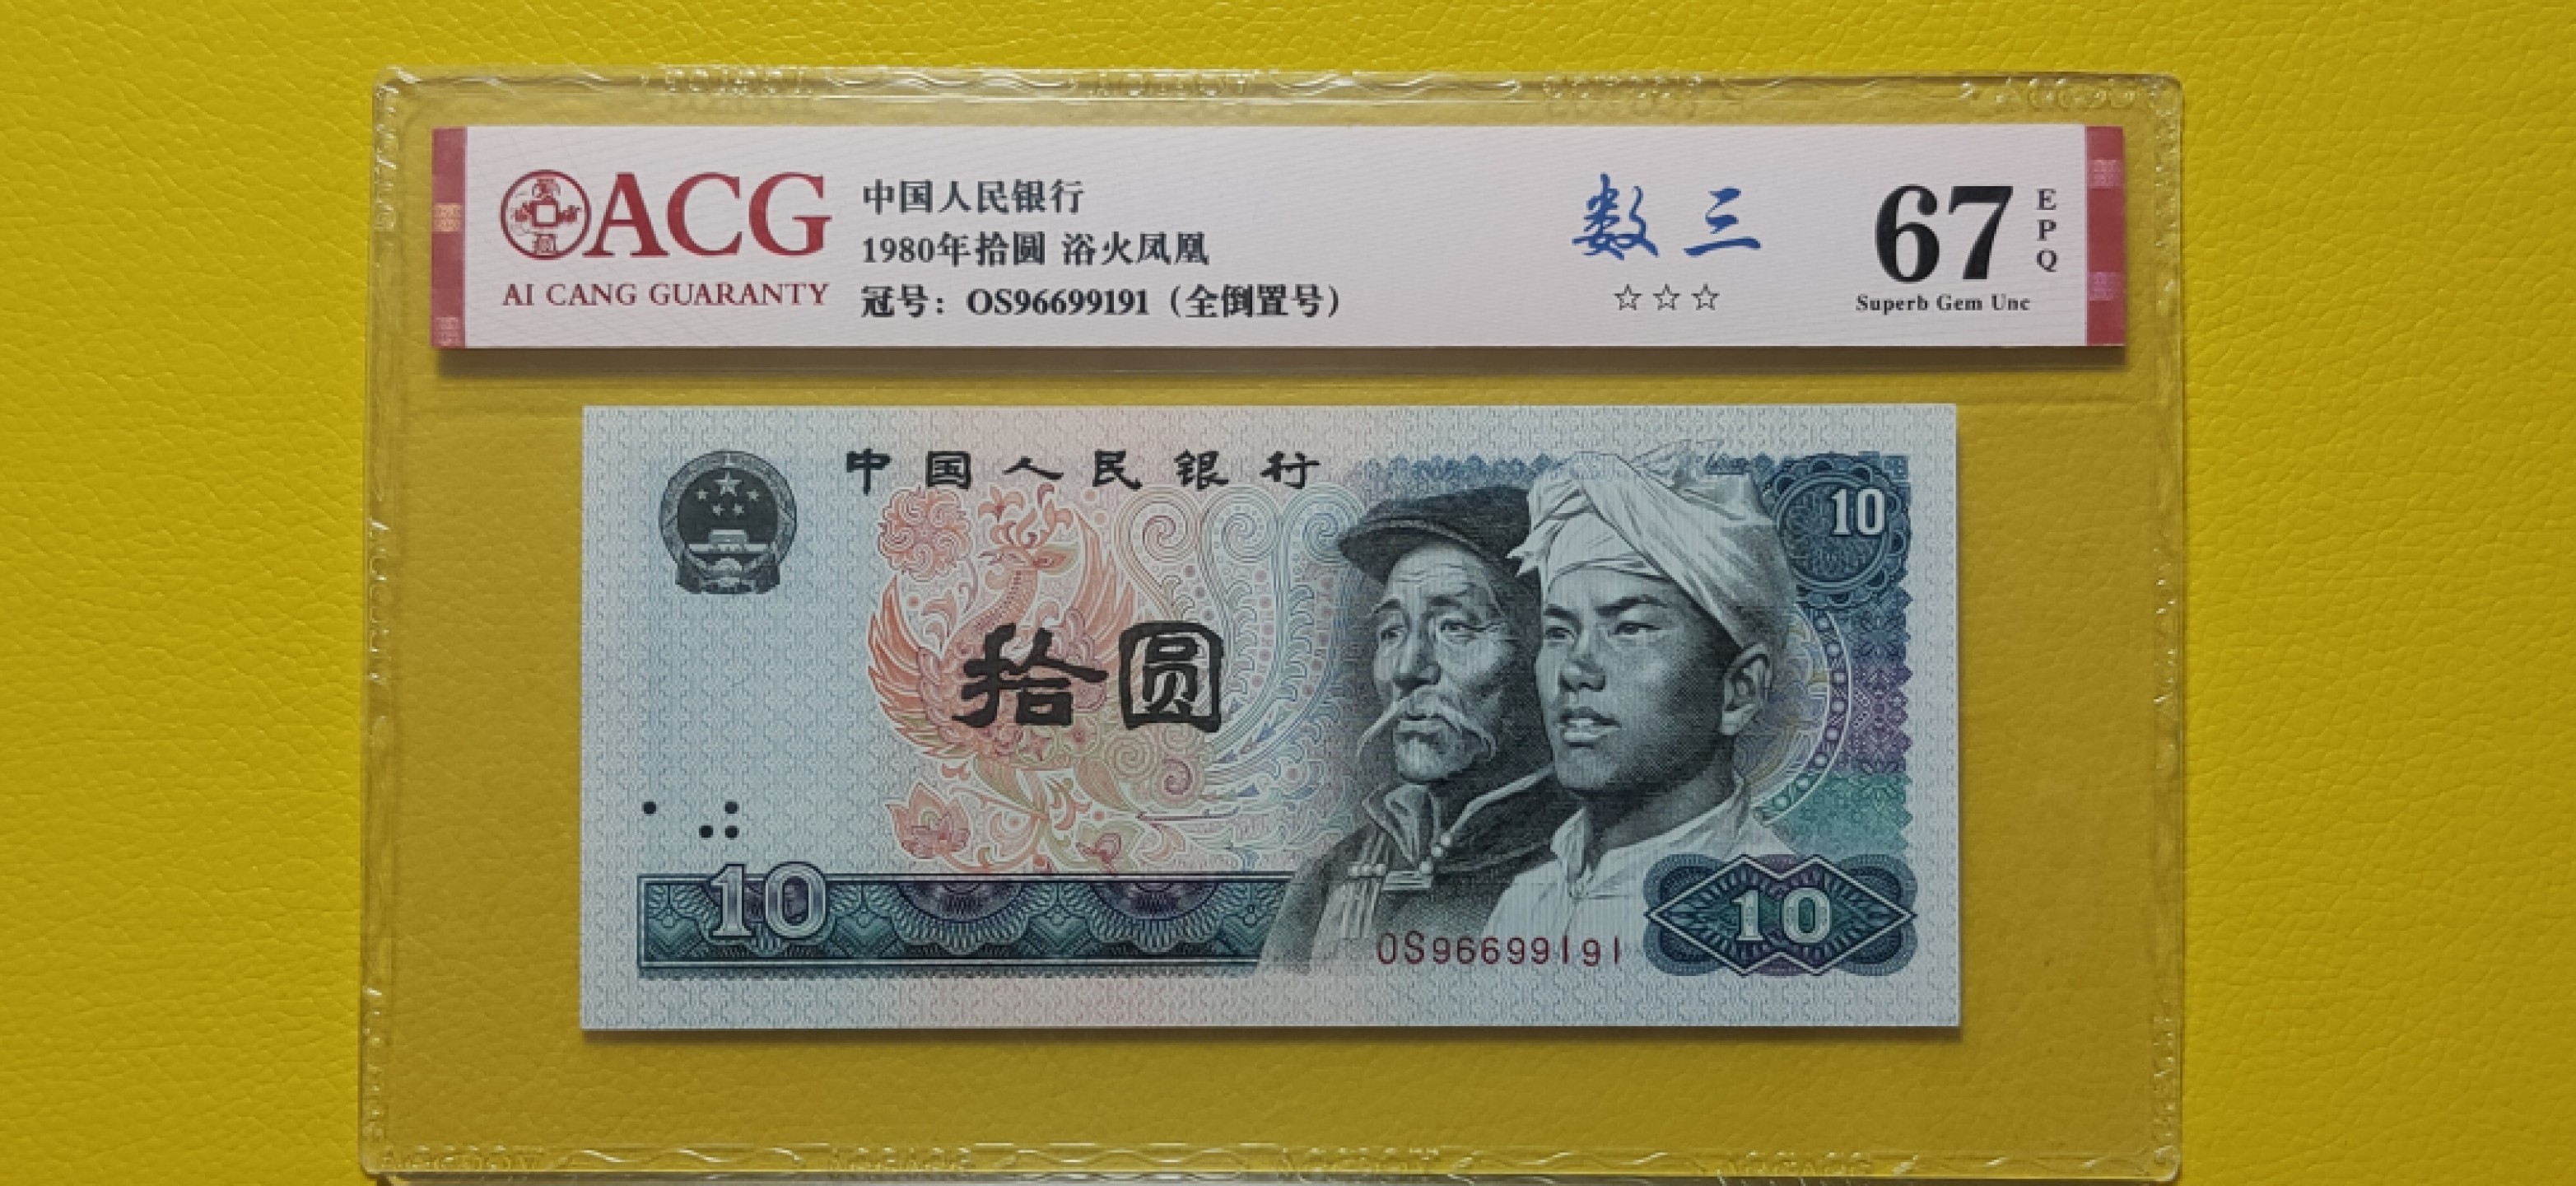 ACG
AI CANG GUARANTY
中国人民银行
1980年拾圆 浴火凤凰
冠号：OS96699191（全倒置号）
数三
☆☆☆
67
EPQ
Superb Gem Unc
中国人民银行
10
拾圆
10
OS96699191
10